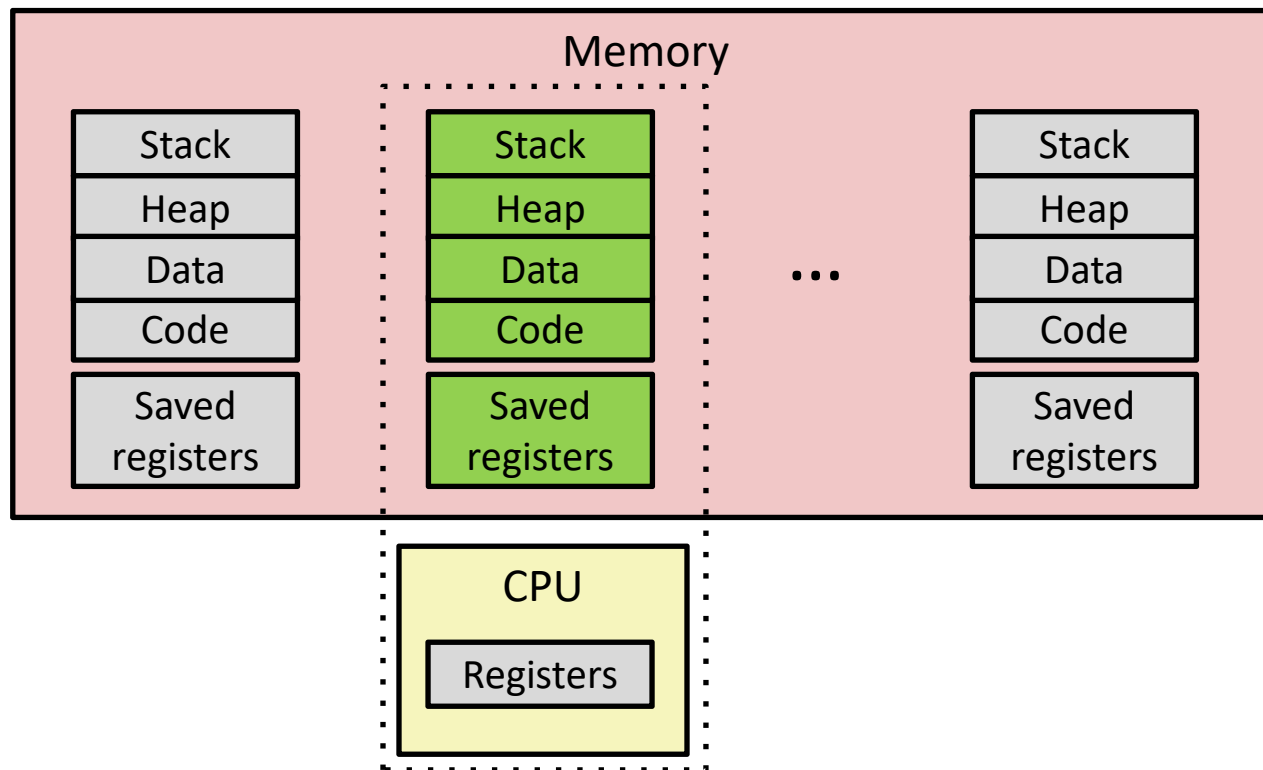 Memory
Stack
Heap
Data
Code
Saved
registers
Stack
Heap
Data
Code
Saved
registers
...
Stack
Heap
Data
Code
Saved
registers
CPU
Registers